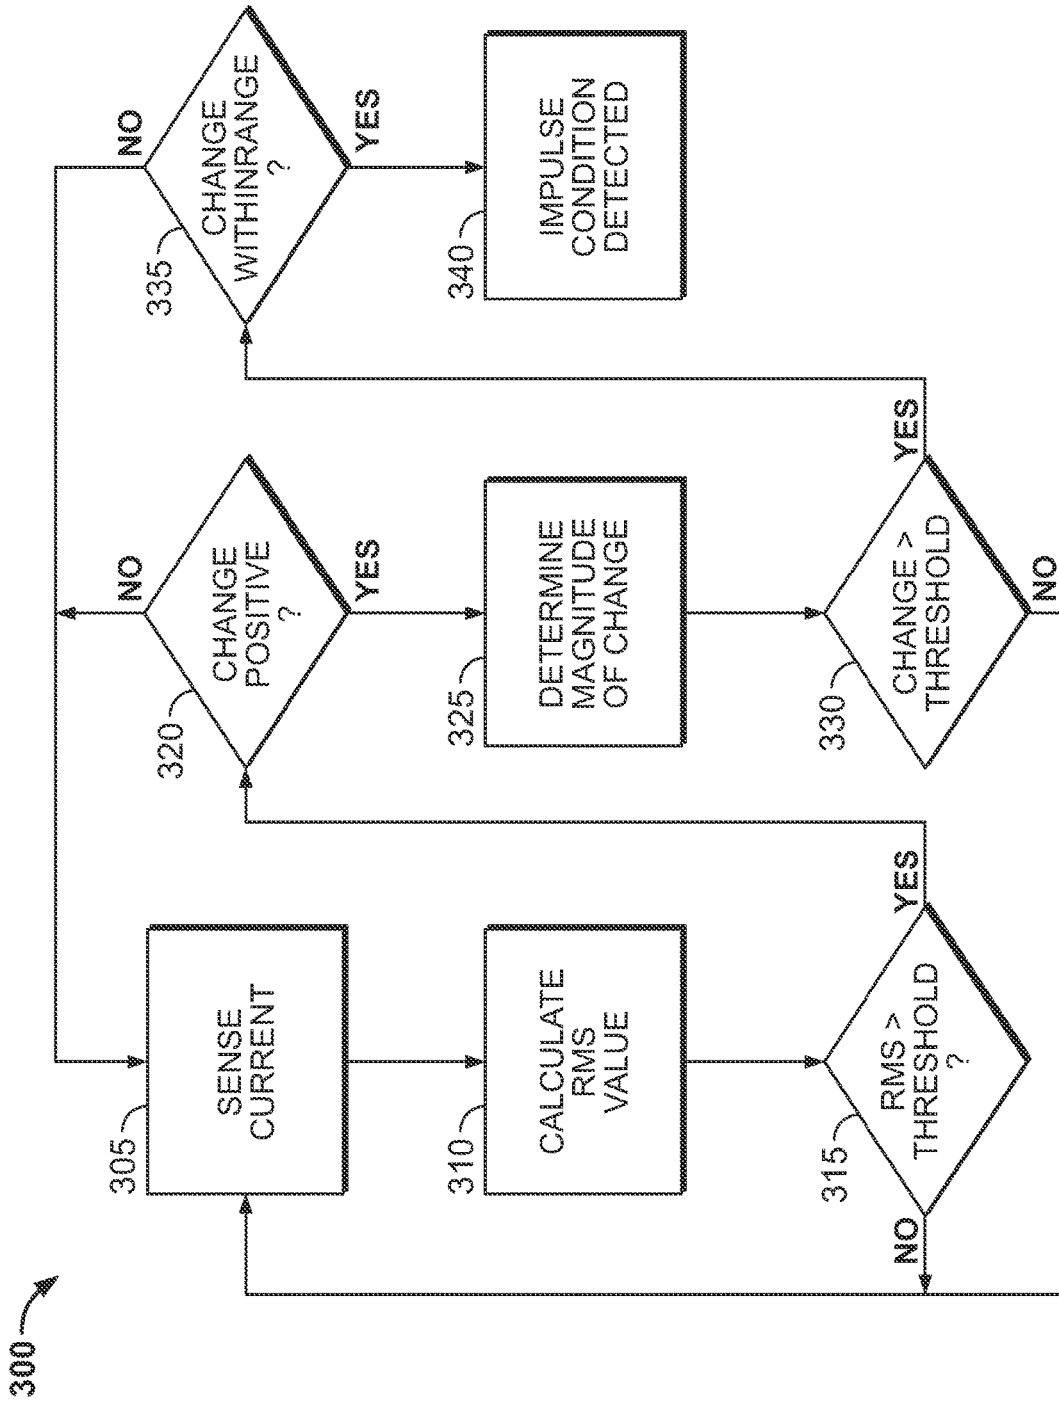 300
305
SENSE
CURRENT
310
CALCULATE
RMS
VALUE
315
RMS >
THRESHOLD
?
NO
YES
320
CHANGE
POSITIVE
?
NO
YES
325
DETERMINE
MAGNITUDE
OF CHANGE
330
CHANGE >
THRESHOLD
YES
NO
335
CHANGE
WITHINRANGE
?
NO
YES
340
IMPULSE
CONDITION
DETECTED